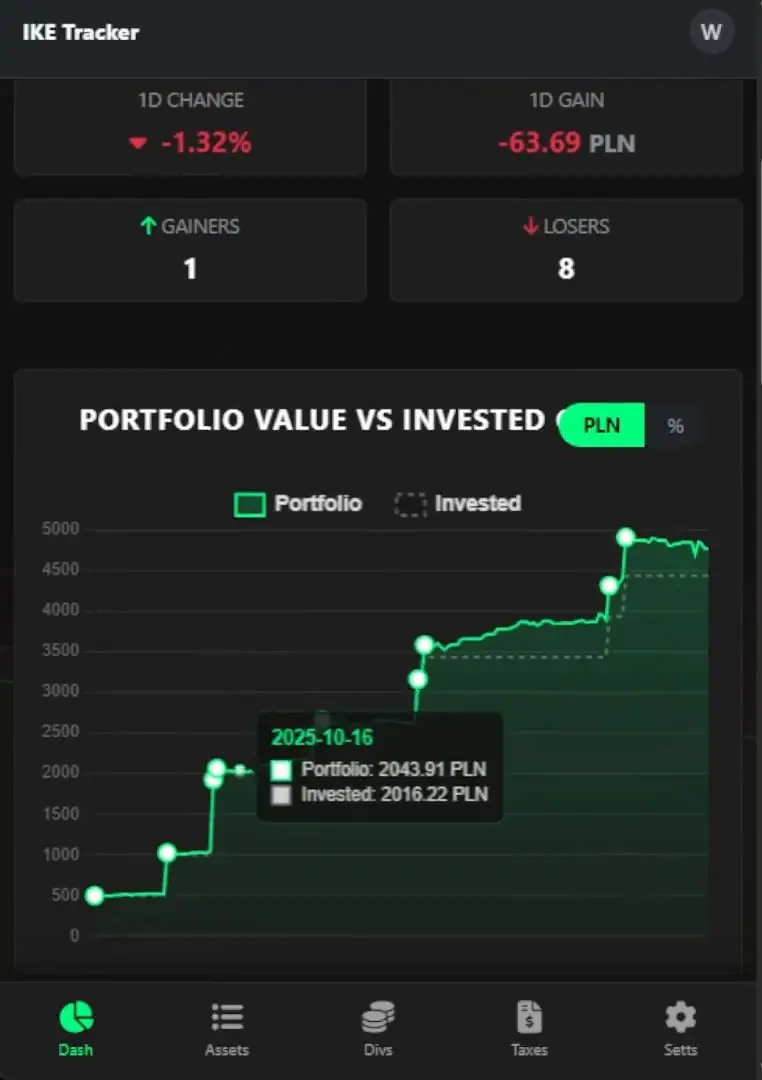 IKE Tracker
W
1D CHANGE
1D GAIN
-1.32%
-63.69 PLN
GAINERS
LOSERS
1
8
PORTFOLIO VALUE VS INVESTED
PLN
%
Portfolio
Invested
5000
4500
4000
3500
3000
2500
2000
1500
1000
500
0
2025-10-16
Portfolio: 2043.91 PLN
Invested: 2016.22 PLN
Dash
Assets
Divs
Taxes
Setts